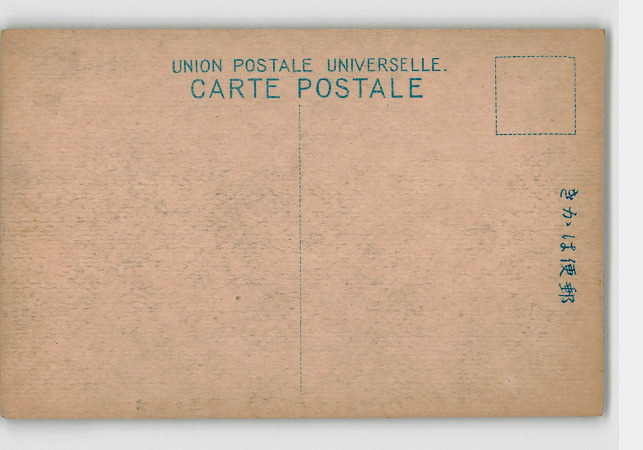 UNION POSTALE UNIVERSELLE.
CARTE POSTALE
きかは便郵